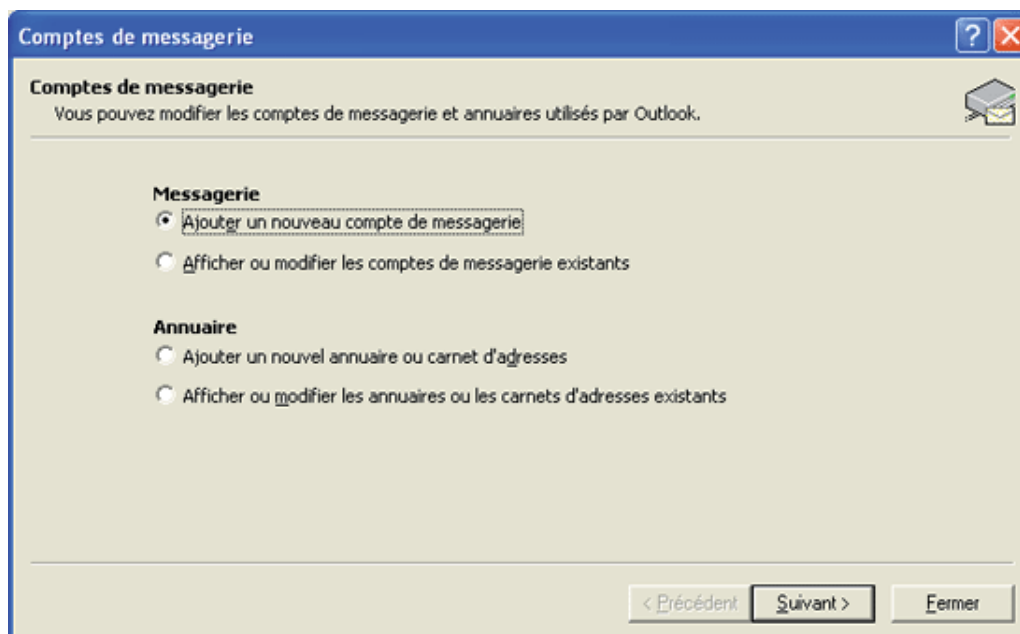 Comptes de messagerie
Comptes de messagerie
Vous pouvez modifier les comptes de messagerie et annuaires utilisés par Outlook.
Messagerie
Ajouter un nouveau compte de messagerie
Afficher ou modifier les comptes de messagerie existants
Annuaire
Ajouter un nouvel annuaire ou carnet d'adresses
Afficher ou modifier les annuaires ou les carnets d'adresses existants
< Précédent Suivant > Fermer